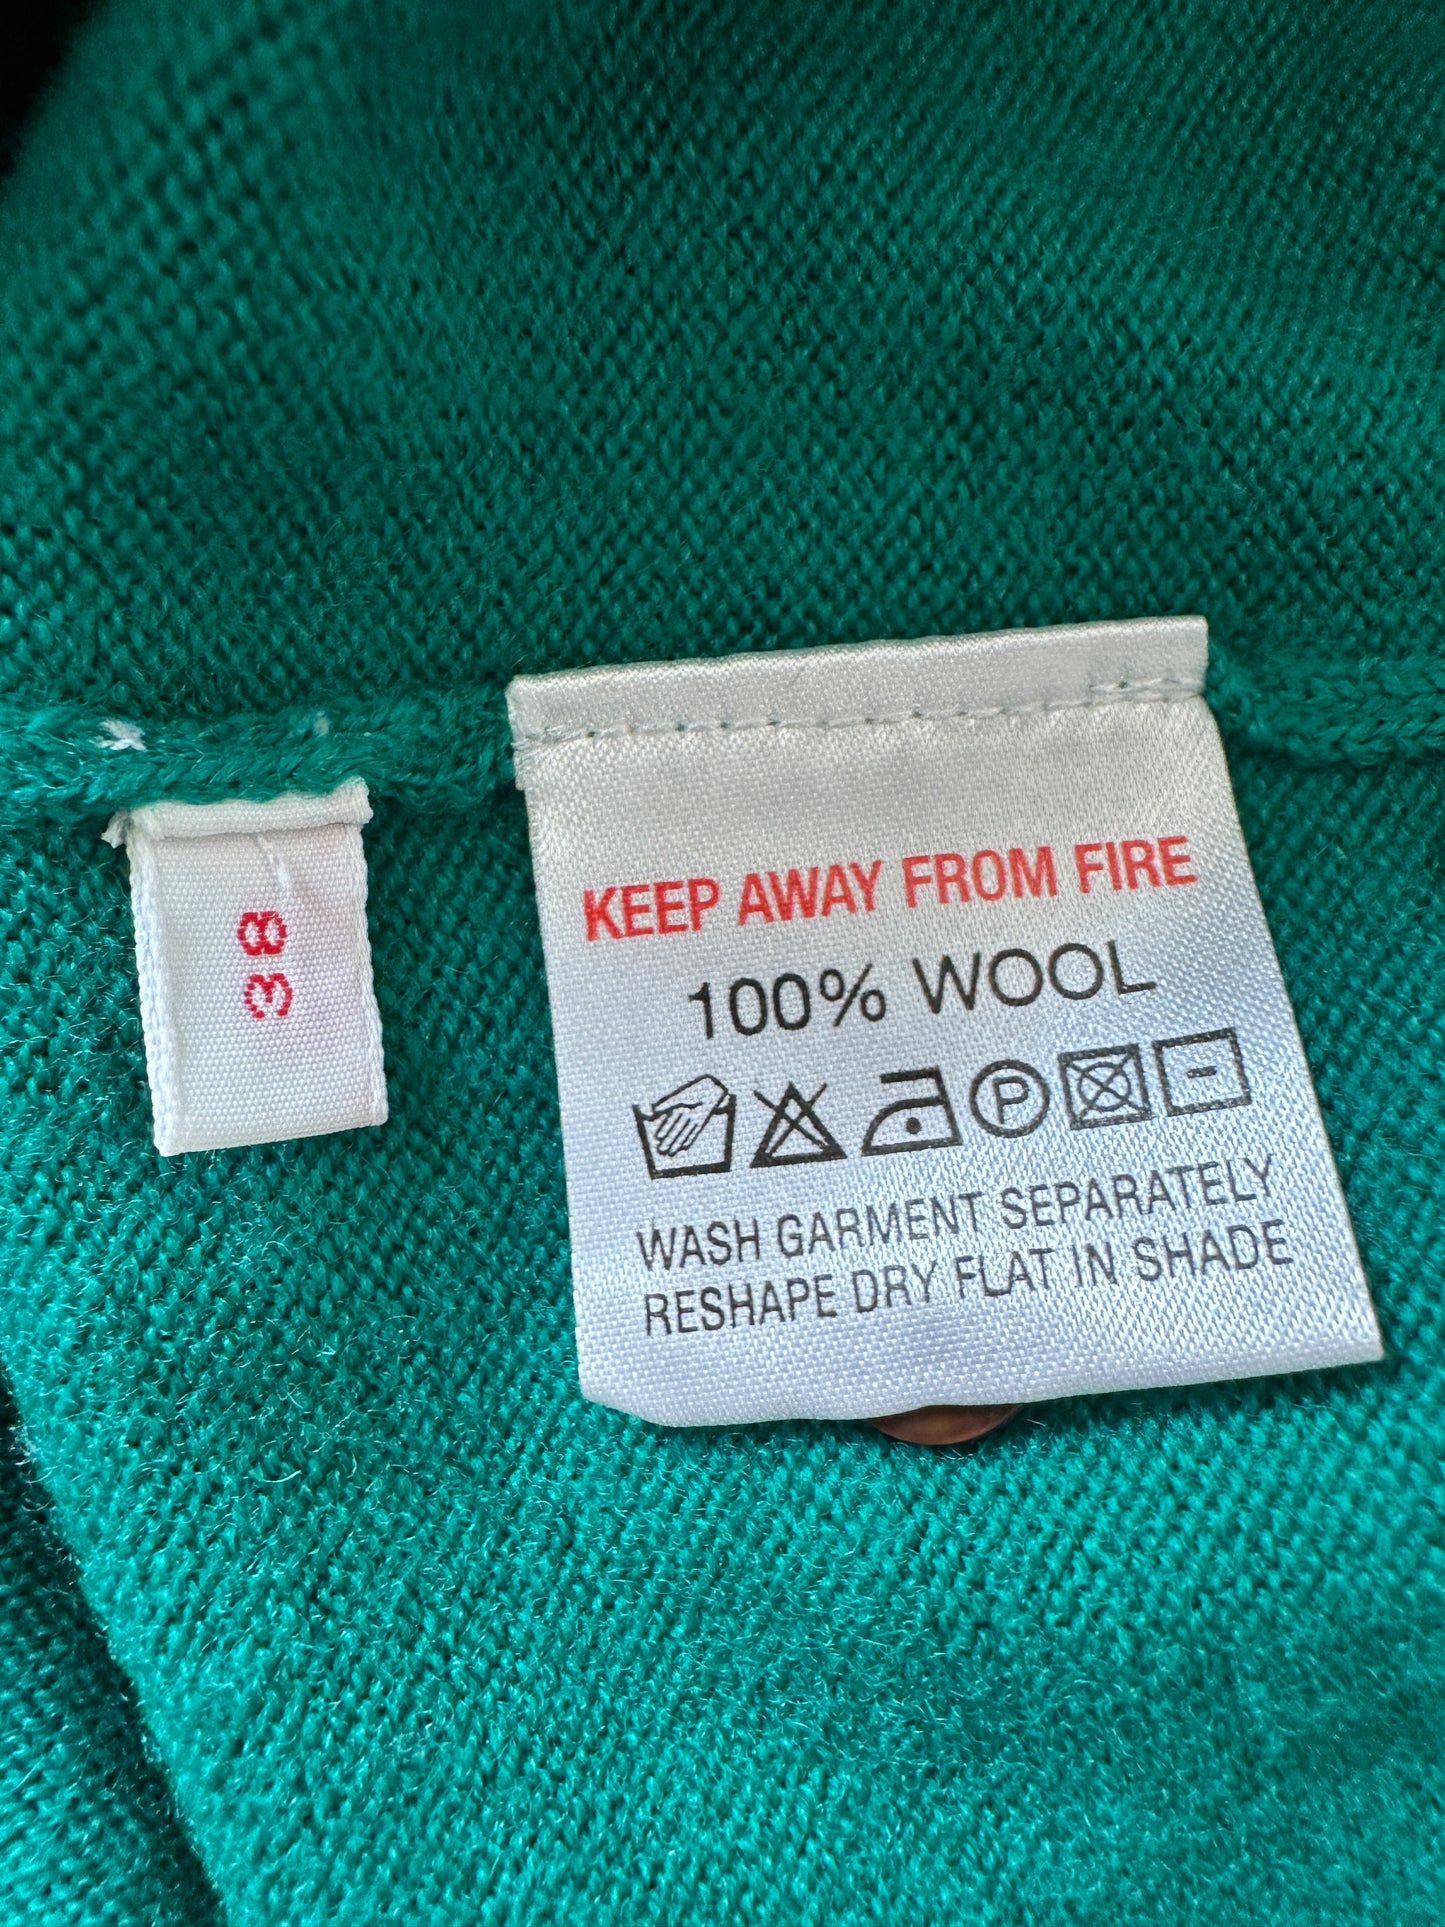 38
KEEP AWAY FROM FIRE
100% WOOL
P
WASH GARMENT SEPARATELY
RESHAPE DRY FLAT IN SHADE